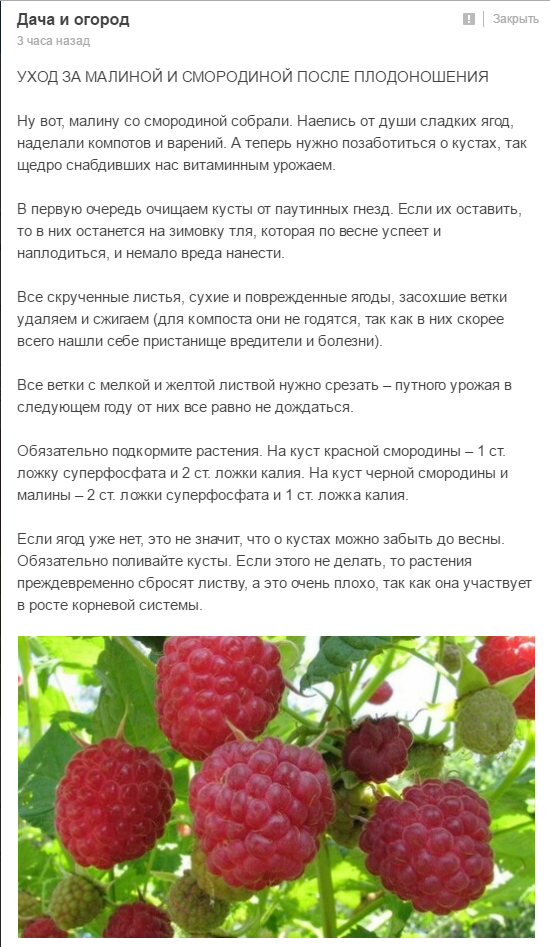 Дача и огород
Закрыть
3 часа назад
УХОД ЗА МАЛИНОЙ И СМОРОДИНОЙ ПОСЛЕ ПЛОДОНОШЕНИЯ
Ну вот, малину со смородиной собрали. Наелись от души сладких ягод,
наделали компотов и варений. А теперь нужно позаботиться о кустах, так
щедро снабдивших нас витаминным урожаем.
В первую очередь очищаем кусты от паутинных гнезд. Если их оставить,
то в них останется на зимовку тля, которая по весне успеет и
наплодиться, и немало вреда нанести.
Все скрученные листья, сухие и поврежденные ягоды, засохшие ветки
удаляем и сжигаем (для компоста они не годятся, так как в них скорее
всего нашли себе пристанище вредители и болезни).
Все ветки с мелкой и желтой листвой нужно срезать – путного урожая в
следующем году от них все равно не дождаться.
Обязательно подкормите растения. На куст красной смородины – 1 ст.
ложку суперфосфата и 2 ст. ложки калия. На куст черной смородины и
малины – 2 ст. ложки суперфосфата и 1 ст. ложка калия.
Если ягод уже нет, это не значит, что о кустах можно забыть до весны.
Обязательно поливайте кусты. Если этого не делать, то растения
преждевременно сбросят листву, а это очень плохо, так как она участвует
в росте корневой системы.